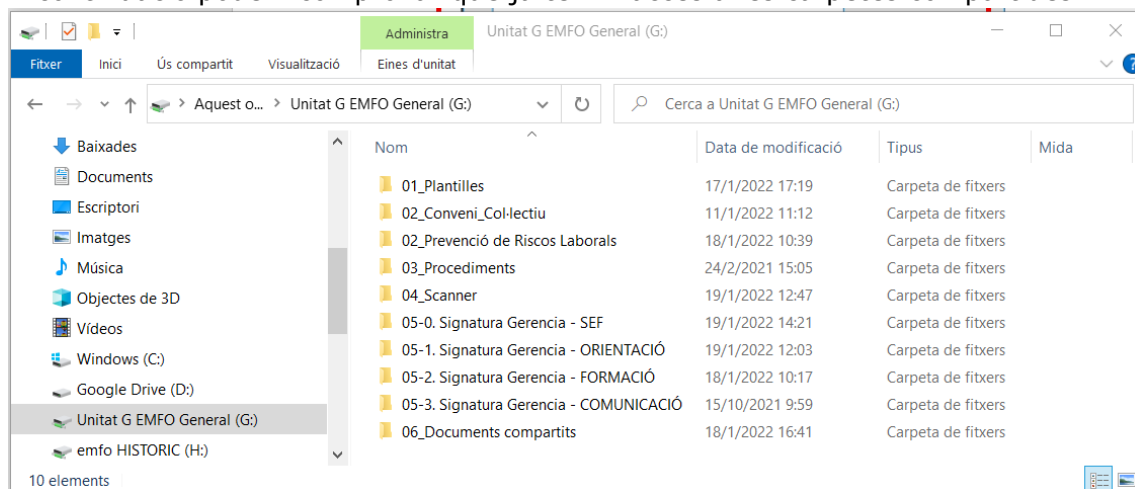 Administra Unitat G EMFO General (G:)
Fitxer Inici Ús compartit Visualització Eines d'unitat
Aquest o... > Unitat G EMFO General (G:) Cerca a Unitat G EMFO General (G:)
Baixades
Documents
Escriptori
Imatges
Música
Objectes de 3D
Vídeos
Windows (C:)
Google Drive (D:)
Unitat G EMFO General (G:)
emfo HISTORIC (H:)
Nom Data de modificació Tipus Mida
01_Plantilles 17/1/2022 17:19 Carpeta de fitxers
02_Conveni_Col·lectiu 11/1/2022 11:12 Carpeta de fitxers
02_Prevenció de Riscos Laborals 18/1/2022 10:39 Carpeta de fitxers
03_Procediments 24/2/2021 15:05 Carpeta de fitxers
04_Scanner 19/1/2022 12:47 Carpeta de fitxers
05-0. Signatura Gerencia - SEF 19/1/2022 14:21 Carpeta de fitxers
05-1. Signatura Gerencia - ORIENTACIÓ 19/1/2022 12:03 Carpeta de fitxers
05-2. Signatura Gerencia - FORMACIÓ 18/1/2022 10:17 Carpeta de fitxers
05-3. Signatura Gerencia - COMUNICACIÓ 15/10/2021 9:59 Carpeta de fitxers
06_Documents compartits 18/1/2022 16:41 Carpeta de fitxers
10 elements